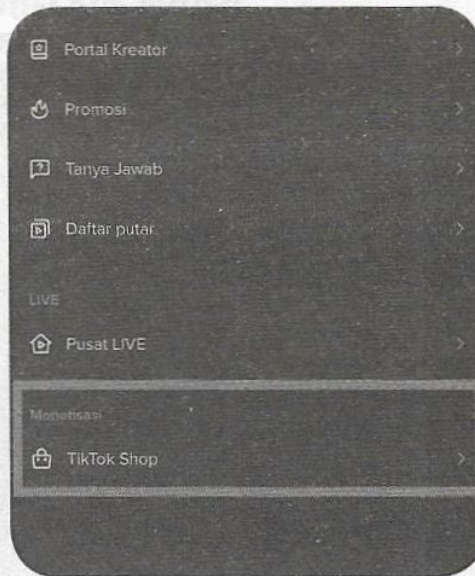 Portal Kreator
Promosi
Tanya Jawab
Daftar putar
LIVE
Pusat LIVE
Monetisasi
TikTok Shop